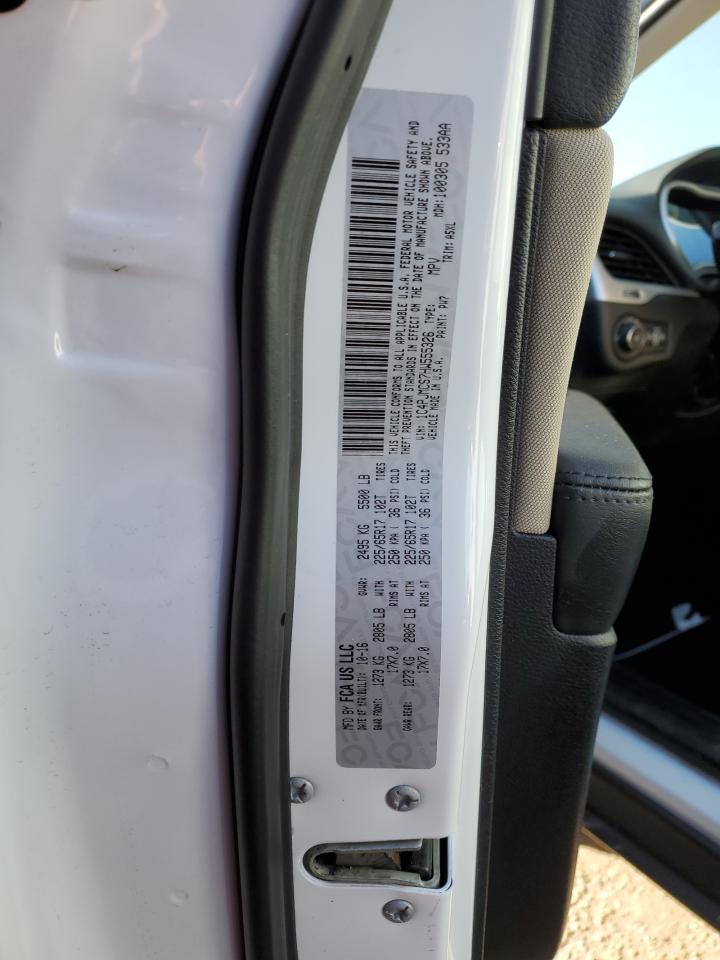 MFD BY FCA US LLC
DATE OF MFR(BUILT): 10-16 GVWR: 2495 KG 5500 LB
GAWR FRONT: 1273 KG 2805 LB WITH 225/65R17 102T TIRES
17X7.0 RIMS AT 250 KPA ( 36 PSI) COLD
GAWR REAR: 1273 KG 2805 LB WITH 225/65R17 102T TIRES
17X7.0 RIMS AT 250 KPA ( 36 PSI) COLD
THIS VEHICLE CONFORMS TO ALL APPLICABLE U.S.A. FEDERAL MOTOR VEHICLE SAFETY AND
THEFT PREVENTION STANDARDS IN EFFECT ON THE DATE OF MANUFACTURE SHOWN ABOVE.
VIN: 1C4PJMCS7HW555326 TYPE: MPV MDH: 100305 533AA
VEHICLE MADE IN U.S.A. PAINT: PW7 TRIM: A5XL